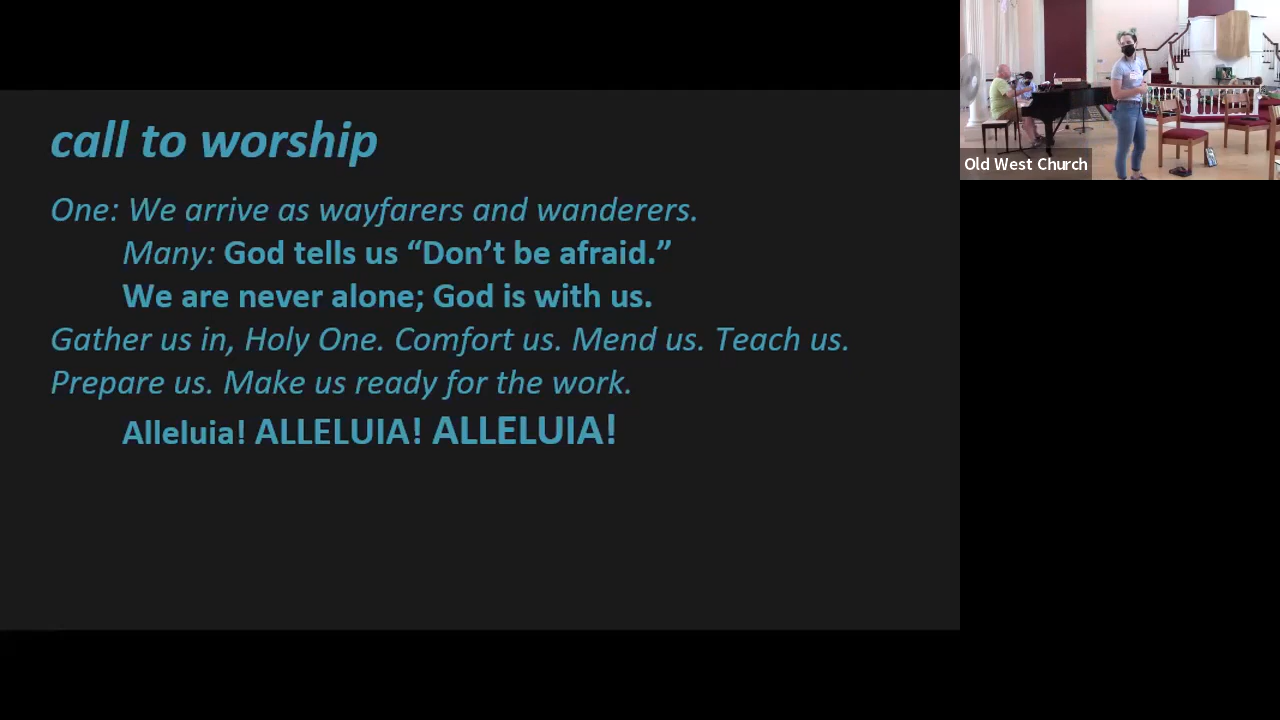 call to worship
One: We arrive as wayfarers and wanderers.
Many: God tells us “Don’t be afraid.”
We are never alone; God is with us.
Gather us in, Holy One. Comfort us. Mend us. Teach us.
Prepare us. Make us ready for the work.
Alleluia! ALLELUIA! ALLELUIA!
Old West Church